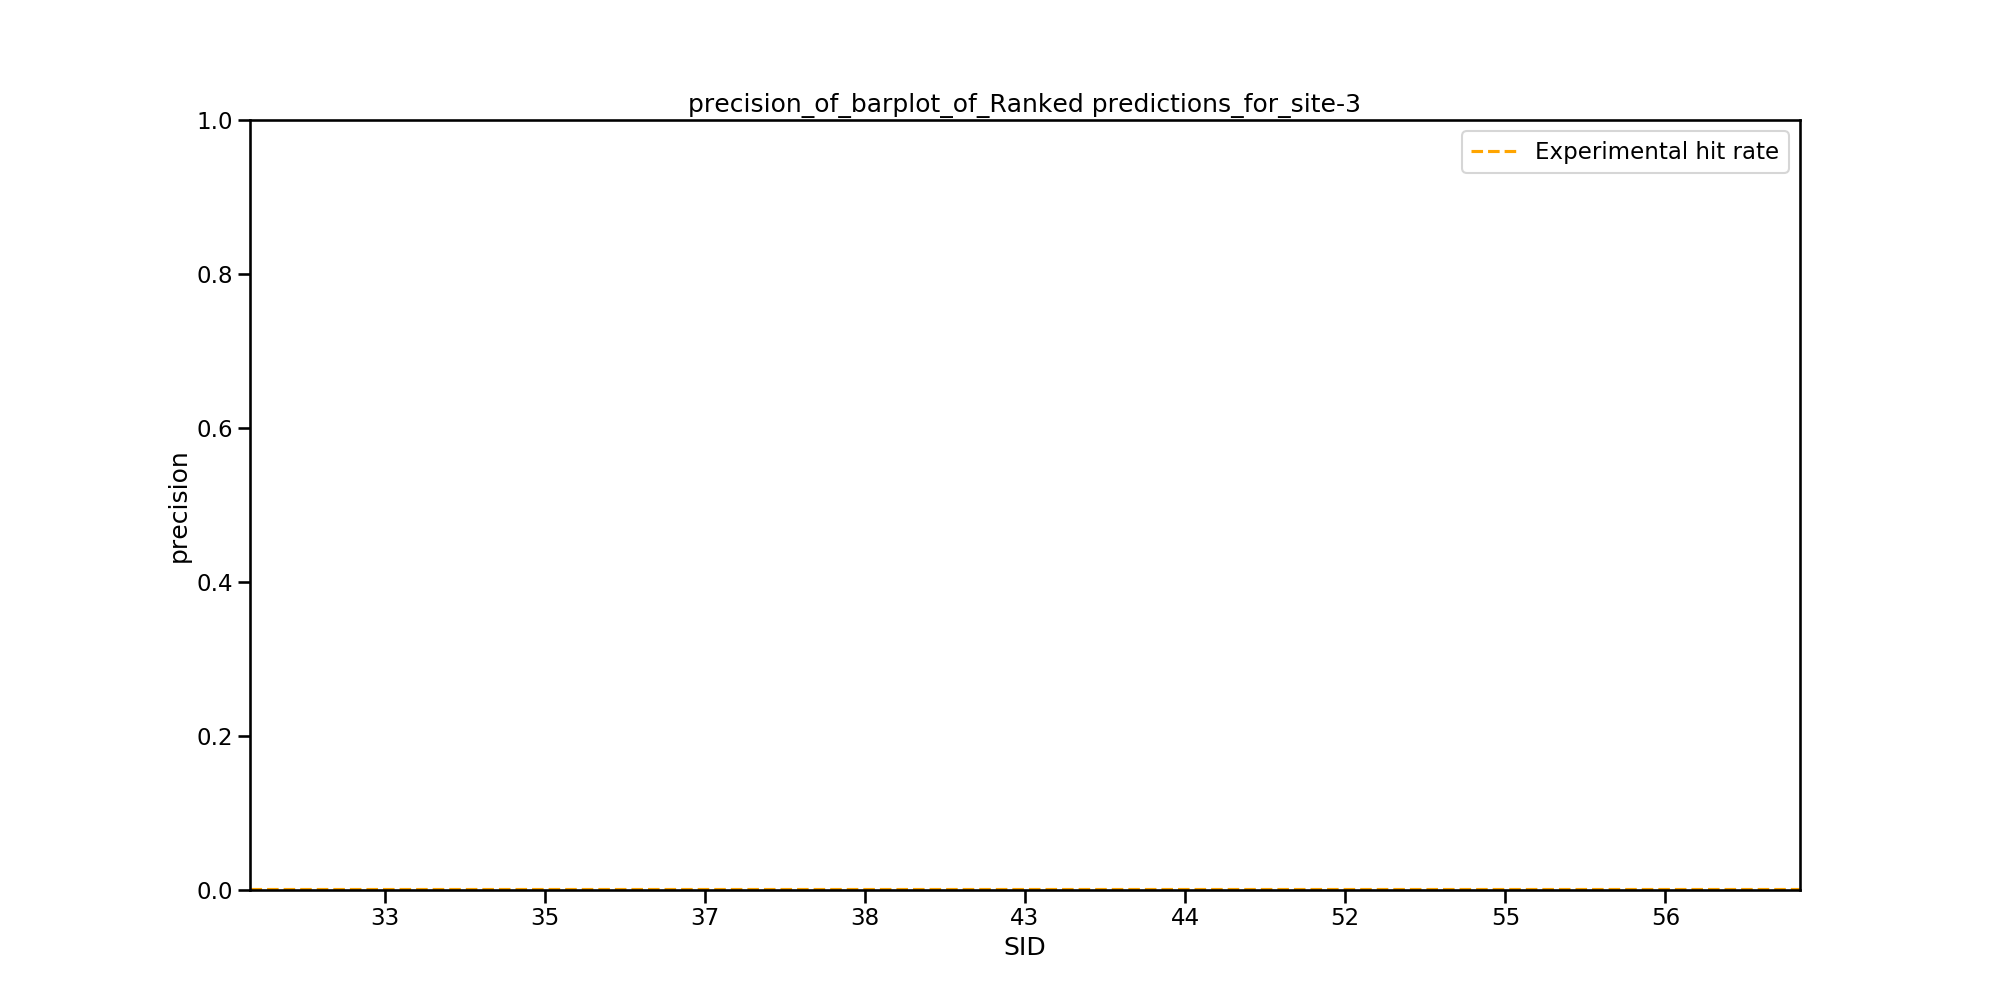 precision_of_barplot_of_Ranked predictions_for_site-3
1.0
0.8
0.6
0.4
0.2
0.0
precision
Experimental hit rate
33 35 37 38 43 44 52 55 56
SID